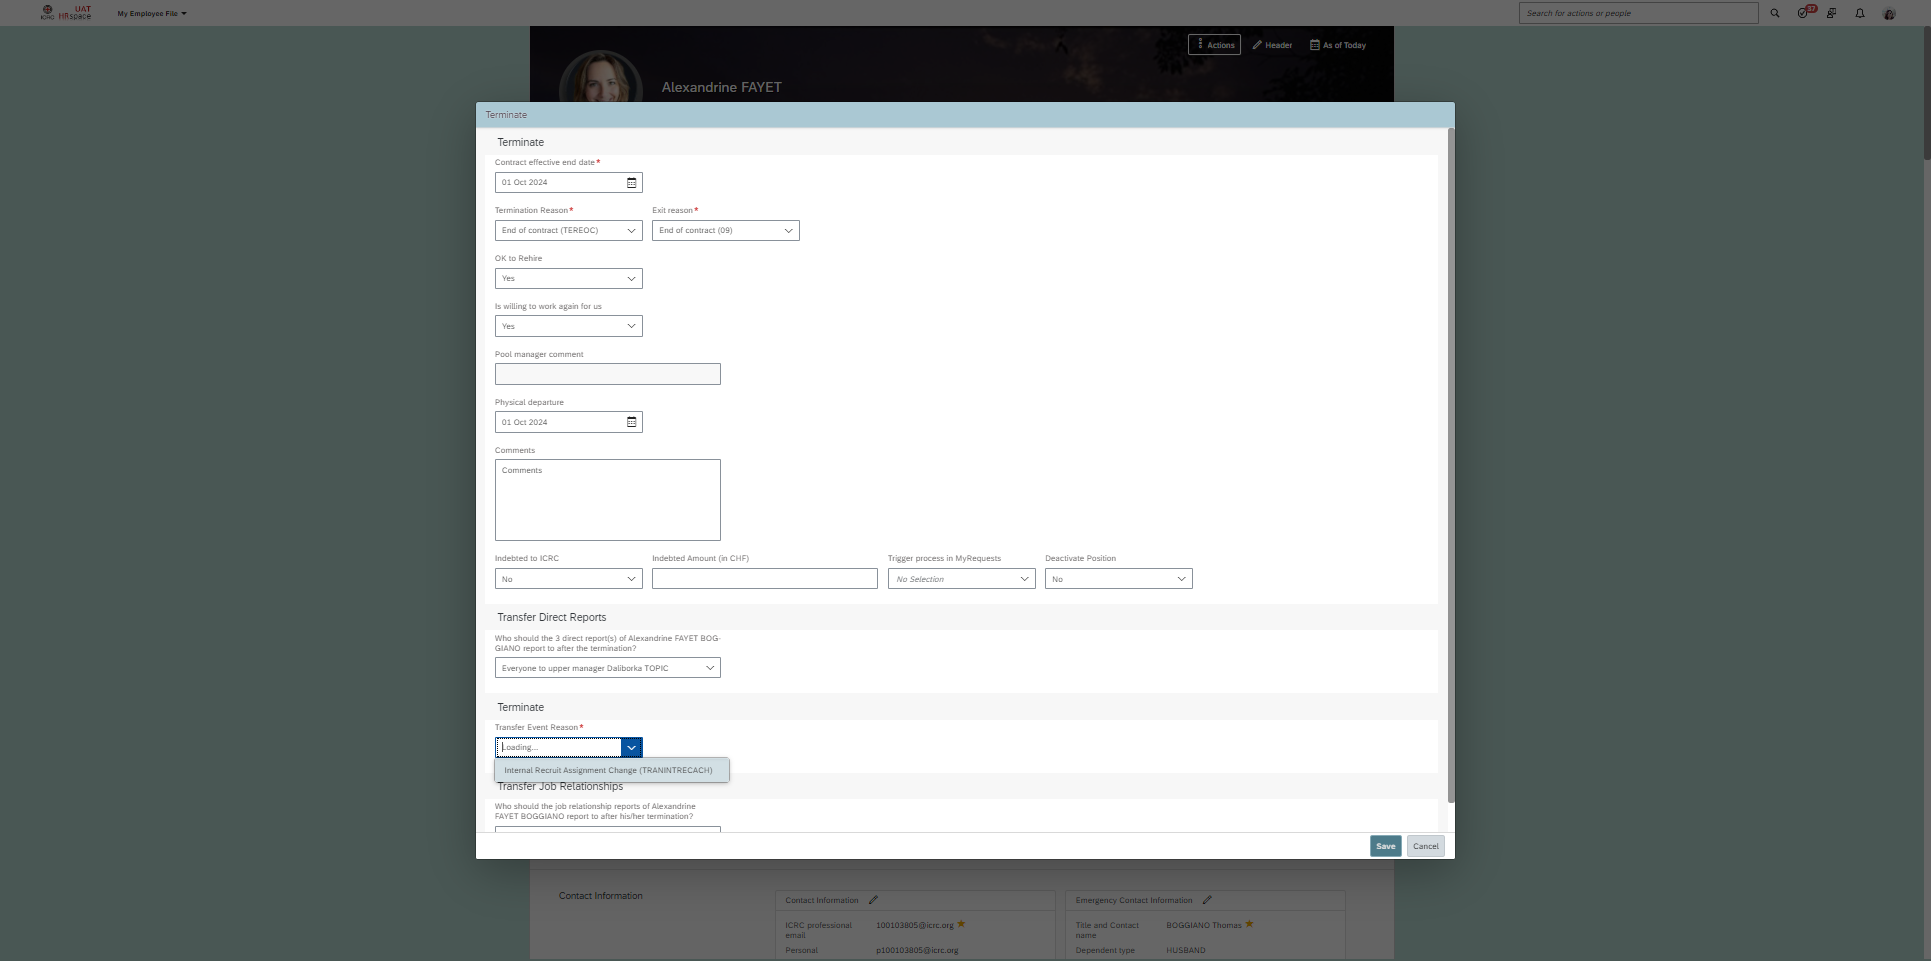 ICRC
UAT
HRspace
My Employee File
Search for actions or people
37
Actions
Header
As of Today
Alexandrine FAYET
Terminate
Terminate
Contract effective end date*
01 Oct 2024
Termination Reason*
Exit reason*
End of contract (TEREOC)
End of contract (09)
OK to Rehire
Yes
Is willing to work again for us
Yes
Pool manager comment
Physical departure
01 Oct 2024
Comments
Comments
Indebted to ICRC
Indebted Amount (in CHF)
Trigger process in MyRequests
Deactivate Position
No
No Selection
No
Transfer Direct Reports
Who should the 3 direct report(s) of Alexandrine FAYET BOG-
GIANO report to after the termination?
Everyone to upper manager Daliborka TOPIC
Terminate
Transfer Event Reason*
Loading...
Internal Recruit Assignment Change (TRANINTRECACH)
Transfer Job Relationships
Who should the job relationship reports of Alexandrine
FAYET BOGGIANO report to after his/her termination?
Save
Cancel
Contact Information
Contact Information
Emergency Contact Information
ICRC professional
email
100103805@icrc.org
Title and Contact
name
BOGGIANO Thomas
Personal
p100103805@icrc.org
Dependent type
HUSBAND